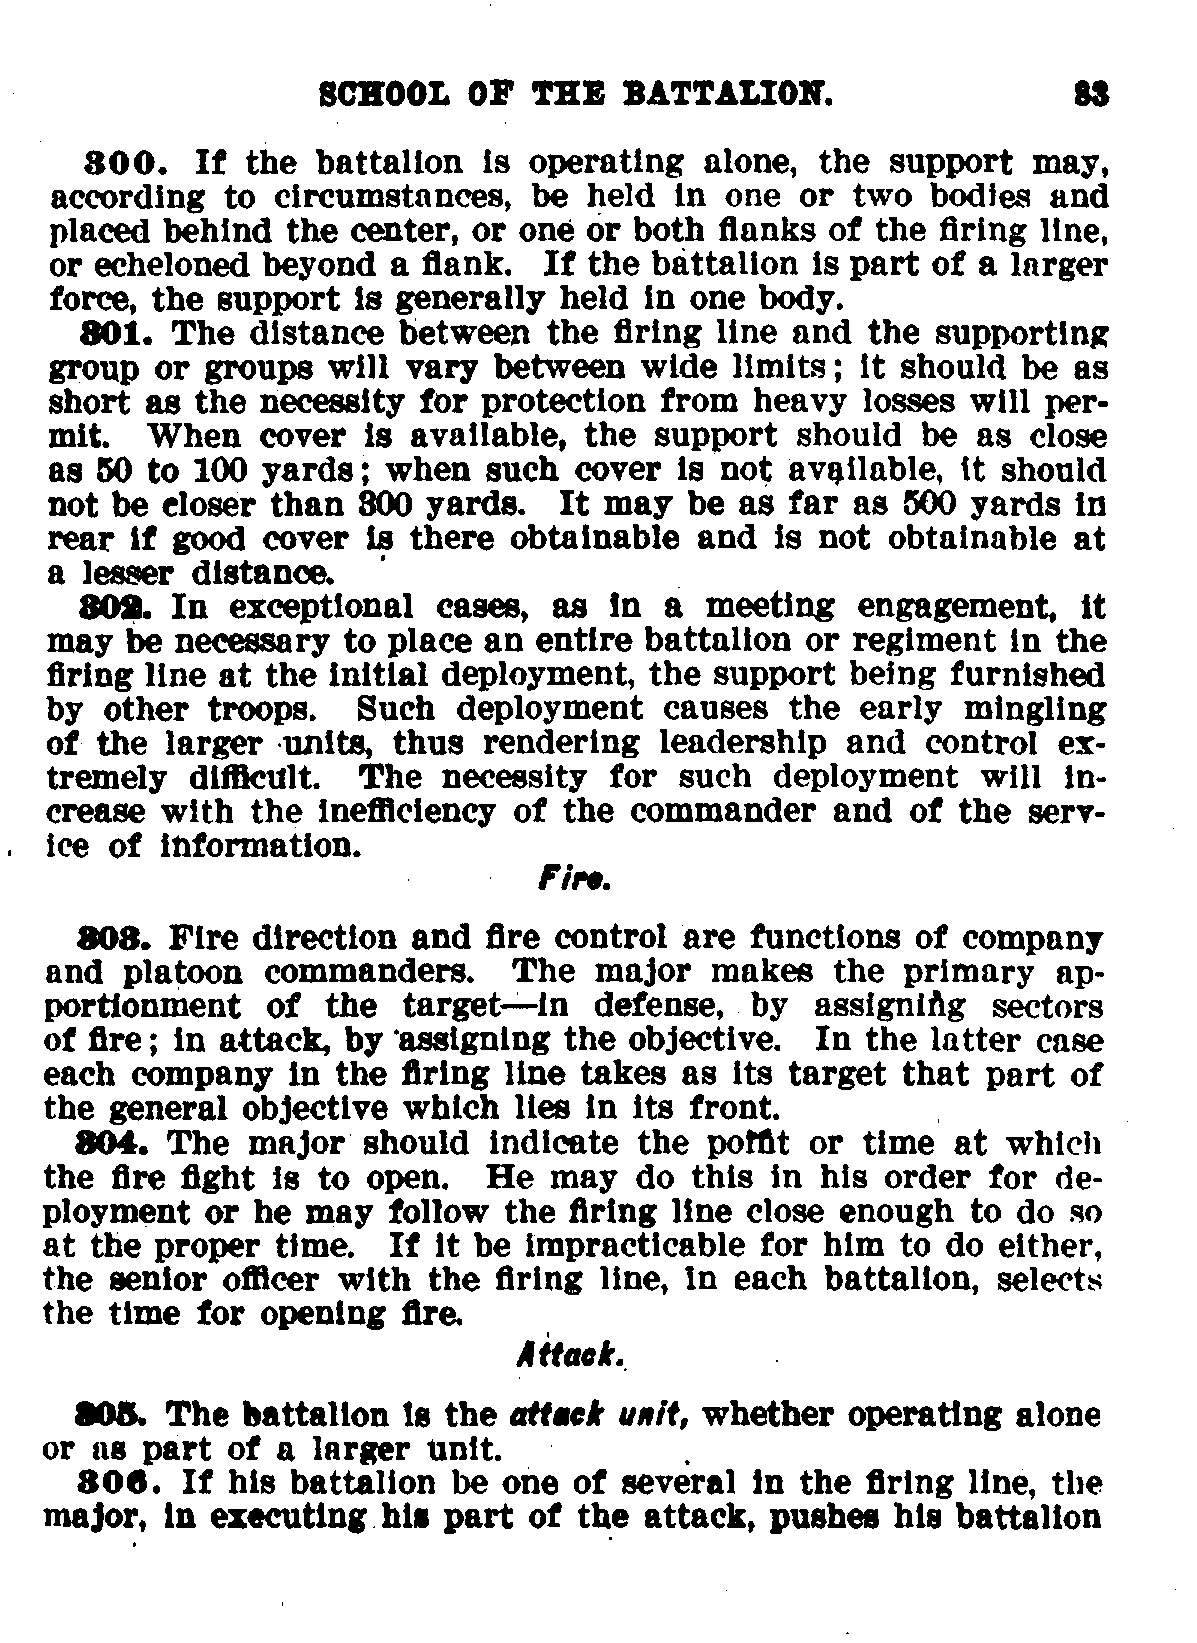 SCHOOL OF THE BATTALION. 83
300. If the battalion is operating alone, the support may,
according to circumstances, be held in one or two bodies and
placed behind the center, or one or both flanks of the firing line,
or echeloned beyond a flank. If the battalion is part of a larger
force, the support is generally held in one body.
301. The distance between the firing line and the supporting
group or groups will vary between wide limits; it should be as
short as the necessity for protection from heavy losses will per-
mit. When cover is available, the support should be as close
as 50 to 100 yards; when such cover is not available, it should
not be closer than 300 yards. It may be as far as 500 yards in
rear if good cover is there obtainable and is not obtainable at
a lesser distance.
302. In exceptional cases, as in a meeting engagement, it
may be necessary to place an entire battalion or regiment in the
firing line at the initial deployment, the support being furnished
by other troops. Such deployment causes the early mingling
of the larger units, thus rendering leadership and control ex-
tremely difficult. The necessity for such deployment will in-
crease with the inefficiency of the commander and of the serv-
ice of information.
Fire.
303. Fire direction and fire control are functions of company
and platoon commanders. The major makes the primary ap-
portionment of the target—in defense, by assigning sectors
of fire; in attack, by assigning the objective. In the latter case
each company in the firing line takes as its target that part of
the general objective which lies in its front.
304. The major should indicate the point or time at which
the fire fight is to open. He may do this in his order for de-
ployment or he may follow the firing line close enough to do so
at the proper time. If it be impracticable for him to do either,
the senior officer with the firing line, in each battalion, selects
the time for opening fire.
Attack.
305. The battalion is the attack unit, whether operating alone
or as part of a larger unit.
306. If his battalion be one of several in the firing line, the
major, in executing his part of the attack, pushes his battalion